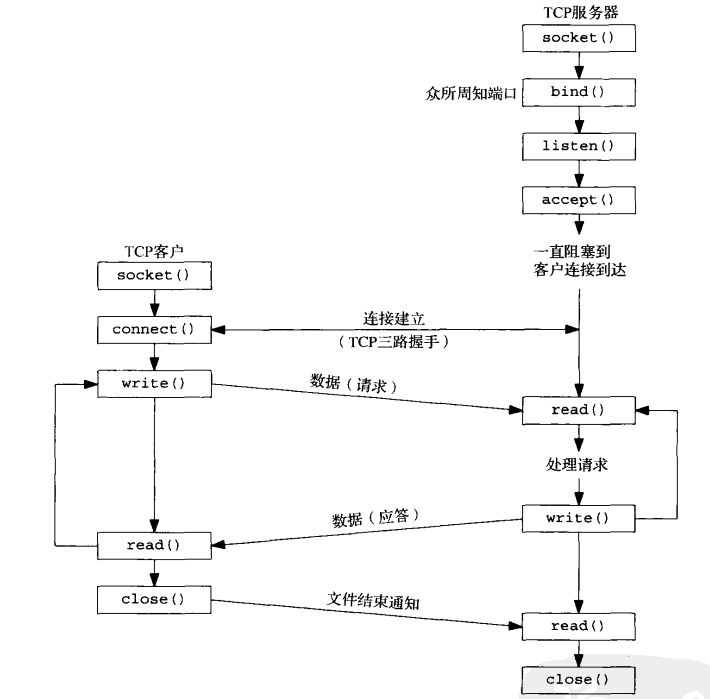 TCP服务器
socket()
众所周知端口
bind()
listen()
accept()
一直阻塞到
客户连接到达
TCP客户
socket()
connect()
连接建立
（TCP三路握手）
write()
数据（请求）
read()
处理请求
数据（应答）
write()
read()
close()
文件结束通知
read()
close()